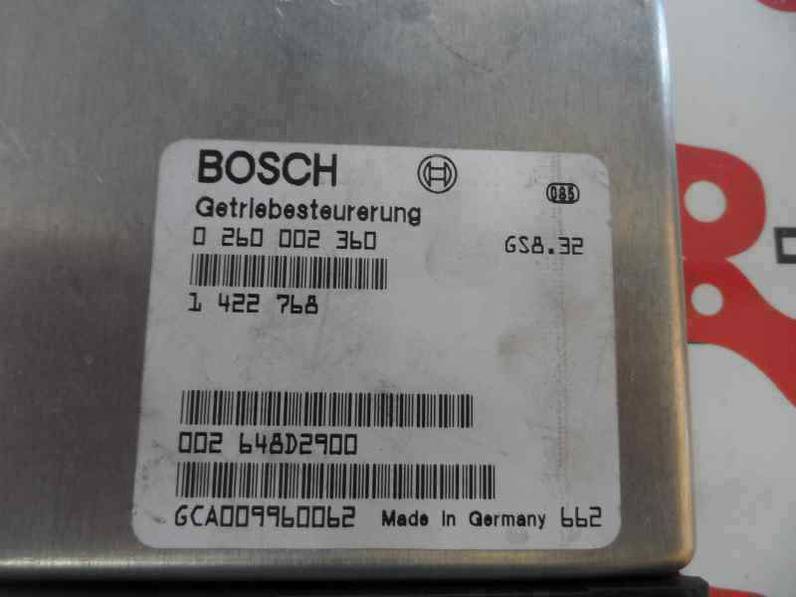 BOSCH
085
Getriebesteurerung
0 260 002 360
GS8.32
1 422 768
002 648D2900
GCA009960062 Made in Germany 662